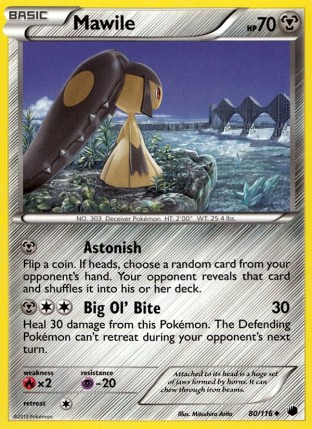 BASIC Mawile HP70
NO. 303 Deceiver Pokémon HT. 2'00" WT. 25.4 lbs.
Astonish
Flip a coin. If heads, choose a random card from your
opponent's hand. Your opponent reveals that card
and shuffles it into his or her deck.
Big Ol' Bite 30
Heal 30 damage from this Pokémon. The Defending
Pokémon can't retreat during your opponent's next
turn.
weakness resistance
×2 -20
retreat
Attached to its head is a huge set
of jaws formed by horns. It can
chew through iron beams.
©2013 Pokémon Illus. Mitsuhiro Arita 80/116